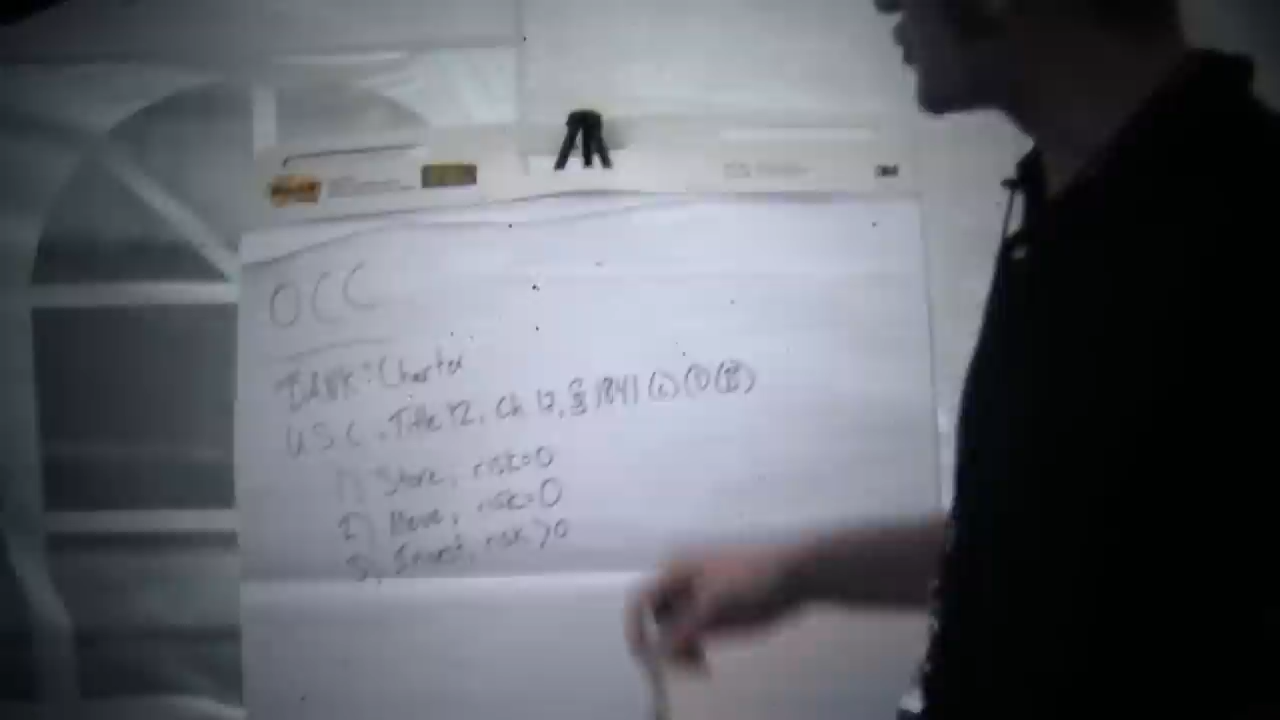 OCC
BANK: Charter
U.S.C. Title 12, Ch 17, § 1841 (c) (1) (B)
1) Store, risk=0
2) Move, risk=0
3) Invest, risk >0
3M